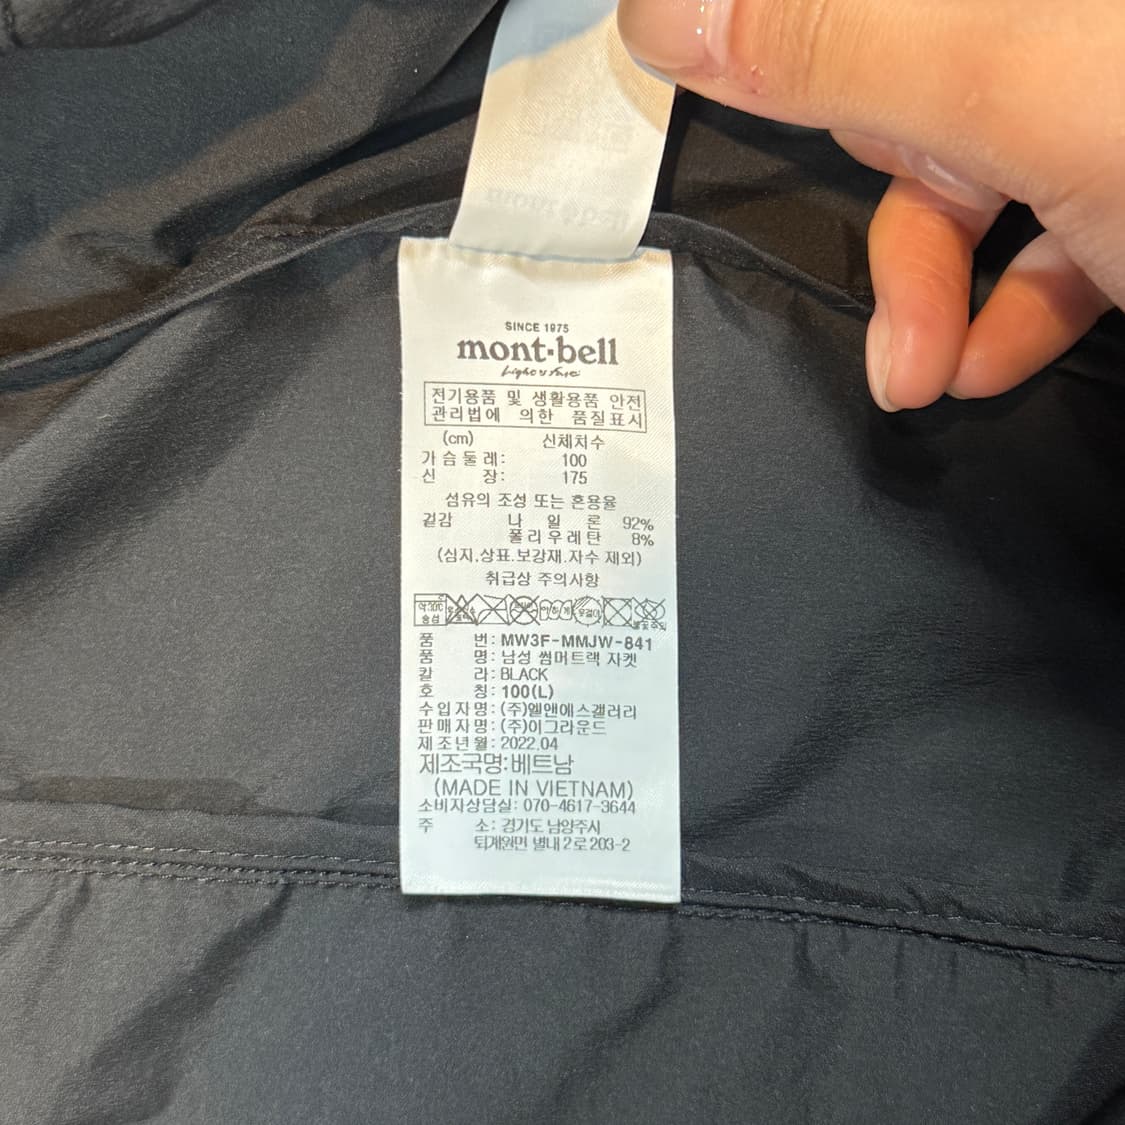 SINCE 1975
mont-bell
Light & Fast
전기용품 및 생활용품 안전
관리법에 의한 품질표시
(cm) 신체치수
가슴둘레: 100
신 장: 175
섬유의 조성 또는 혼용율
겉감 나 일 론 92%
폴리우레탄 8%
(심지.상표.보강재.자수 제외)
취급상 주의사항
약30℃
중성
품 번: MW3F-MMJW-841
품 명: 남성 썸머트랙 자켓
칼 라: BLACK
호 칭: 100(L)
수입자명: (주)엘앤에스갤러리
판매자명: (주)이그라운드
제조년월: 2022.04
제조국명:베트남
(MADE IN VIETNAM)
소비자상담실: 070-4617-3644
주 소: 경기도 남양주시
퇴계원면 별내2로 203-2